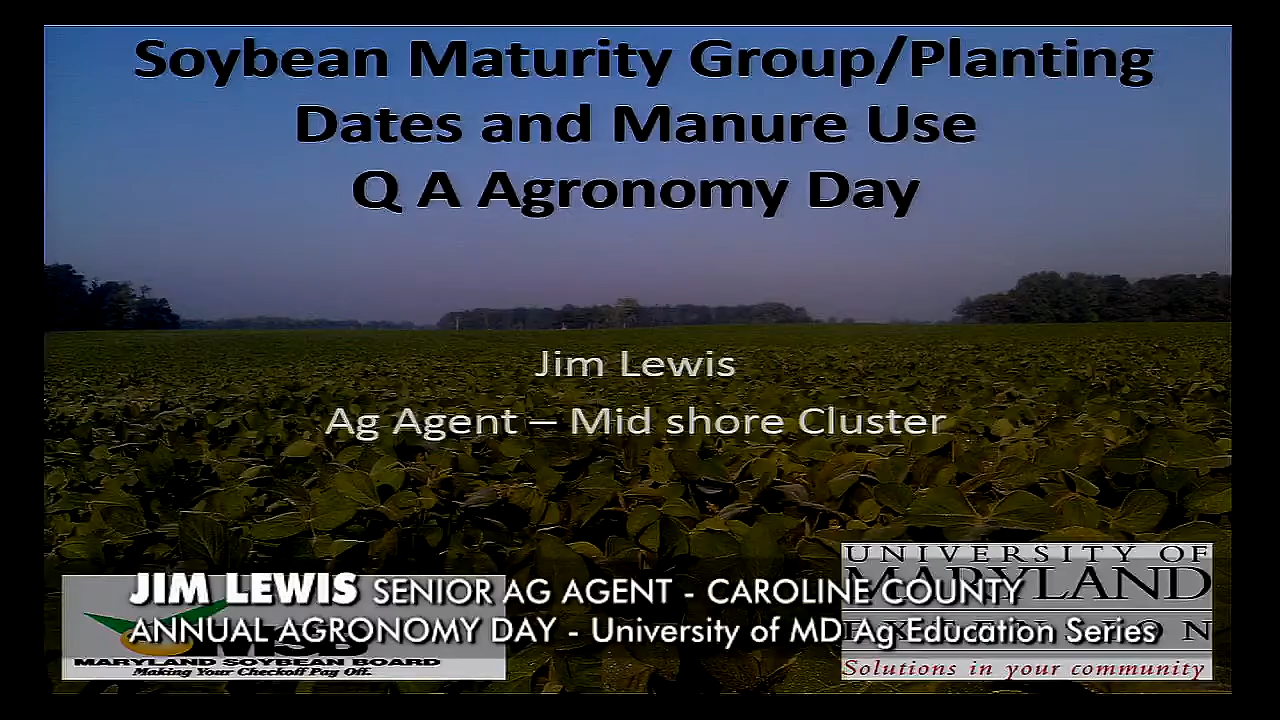 Soybean Maturity Group/Planting
Dates and Manure Use
Q A Agronomy Day
Jim Lewis
Ag Agent – Mid shore Cluster
UNIVERSITY OF
MARYLAND
JIM LEWIS SENIOR AG AGENT - CAROLINE COUNTY
ANNUAL AGRONOMY DAY - University of MD Ag Education Series
MSB
MARYLAND SOYBEAN BOARD
Making Your Checkoff Pay Off.
Solutions in your community